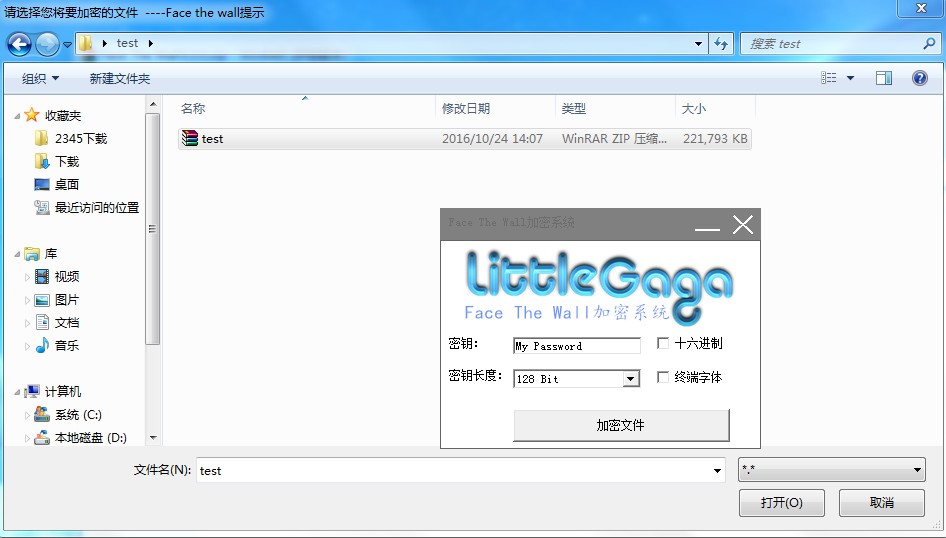 请选择您将要加密的文件 ----Face the wall提示
test
搜索 test
组织 新建文件夹
名称 修改日期 类型 大小
test 2016/10/24 14:07 WinRAR ZIP 压缩... 221,793 KB
收藏夹
2345下载
下载
桌面
最近访问的位置
库
视频
图片
文档
音乐
计算机
系统 (C:)
本地磁盘 (D:)
Face The Wall加密系统
LittleGaga
Face The Wall加密系统
密钥: My Password 十六进制
密钥长度: 128 Bit 终端字体
加密文件
文件名(N): test *.*
打开(O) 取消